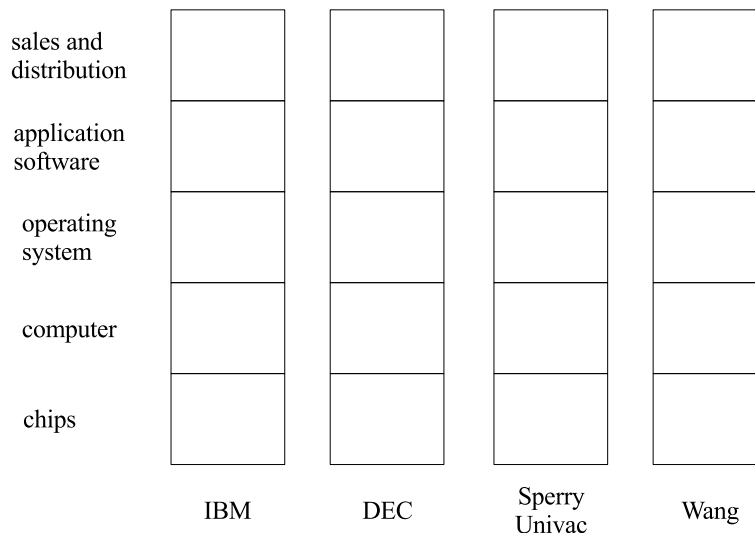 sales and
distribution
application
software
operating
system
computer
chips
IBM
DEC
Sperry
Univac
Wang